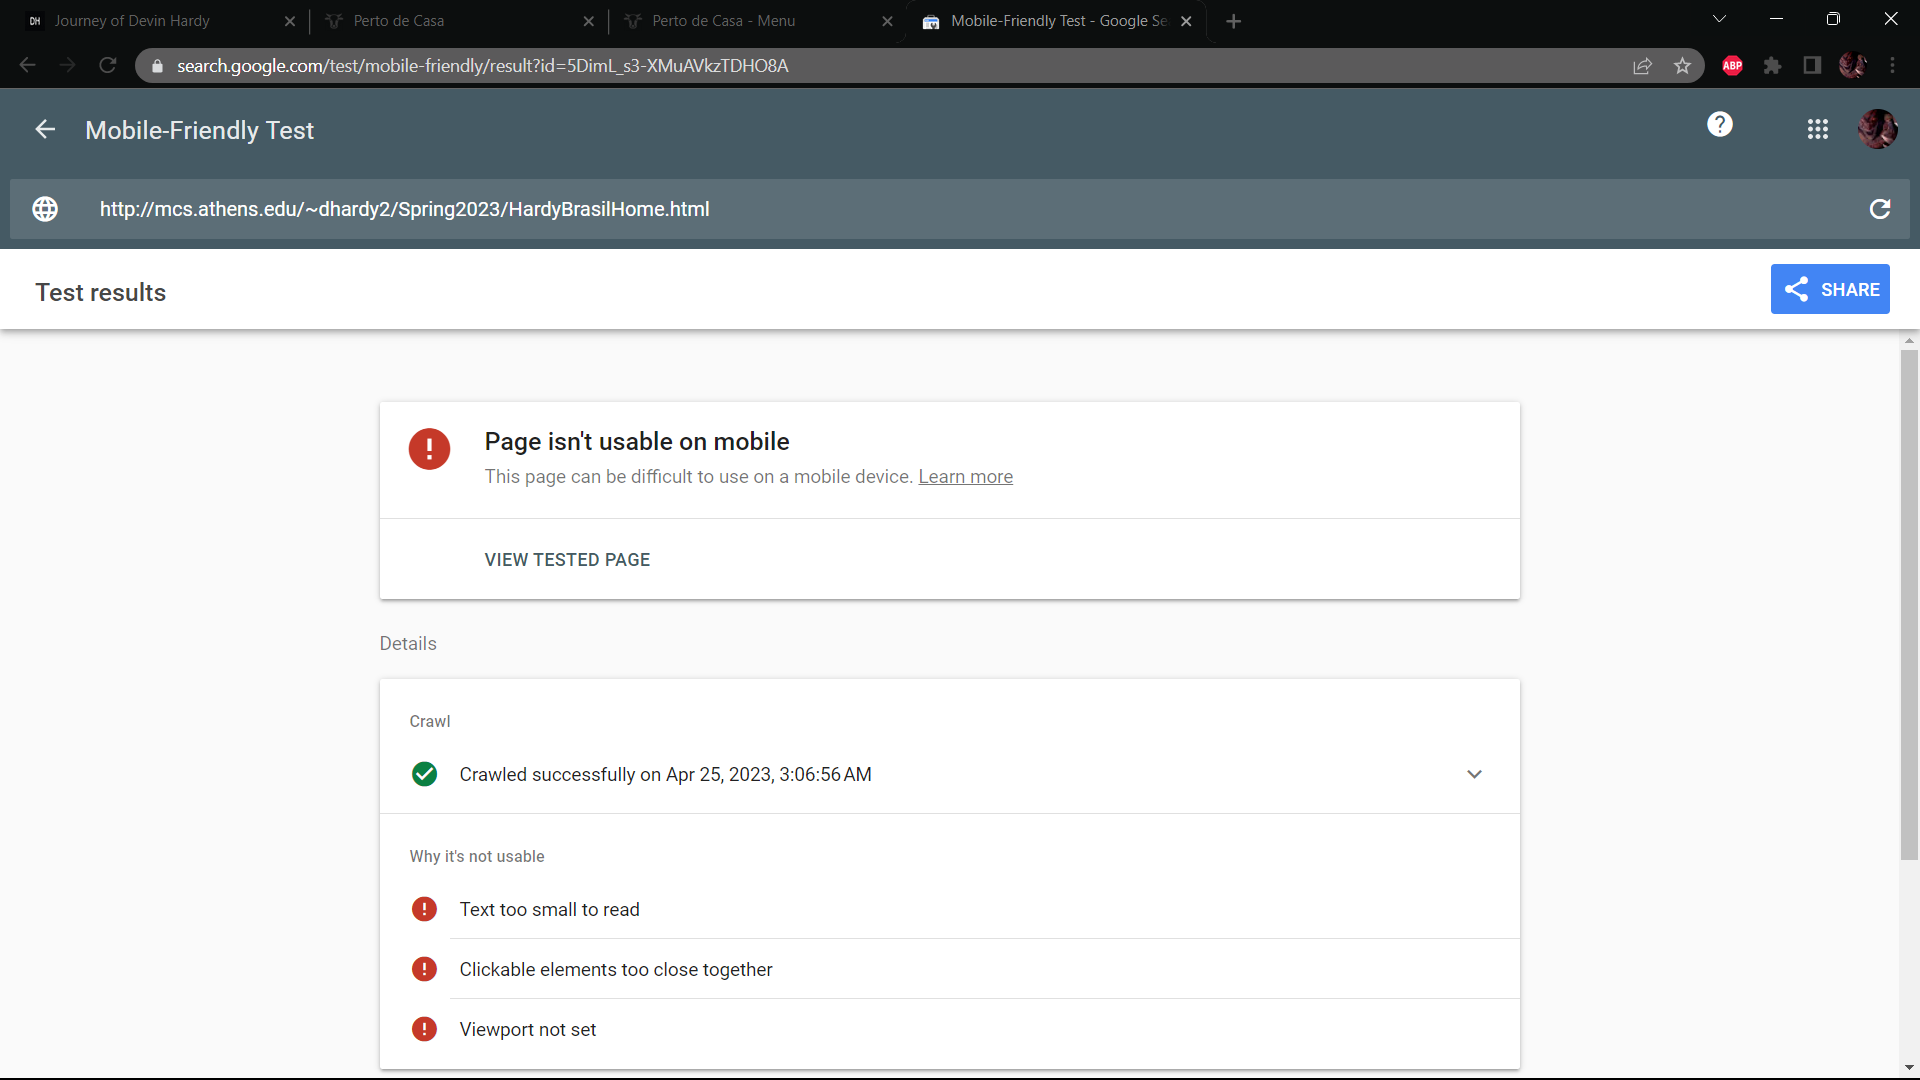 DH Journey of Devin Hardy Perto de Casa Perto de Casa - Menu Mobile-Friendly Test - Google Se
search.google.com/test/mobile-friendly/result?id=5DimL_s3-XMuAVkzTDHO8A ABP
Mobile-Friendly Test
http://mcs.athens.edu/~dhardy2/Spring2023/HardyBrasilHome.html
Test results
SHARE
Page isn't usable on mobile
This page can be difficult to use on a mobile device. Learn more
VIEW TESTED PAGE
Details
Crawl
Crawled successfully on Apr 25, 2023, 3:06:56 AM
Why it's not usable
Text too small to read
Clickable elements too close together
Viewport not set